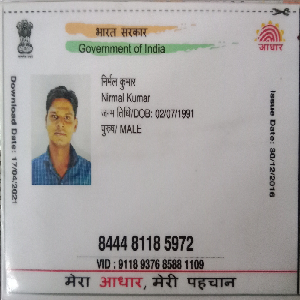 भारत सरकार
Government of India
आधार
निर्मल कुमार
Nirmal Kumar
जन्म तिथि/DOB: 02/07/1991
पुरुष/ MALE
Download Date: 17/04/2021
Issue Date: 30/12/2016
8444 8118 5972
VID : 9118 9376 8588 1109
मेरा आधार, मेरी पहचान